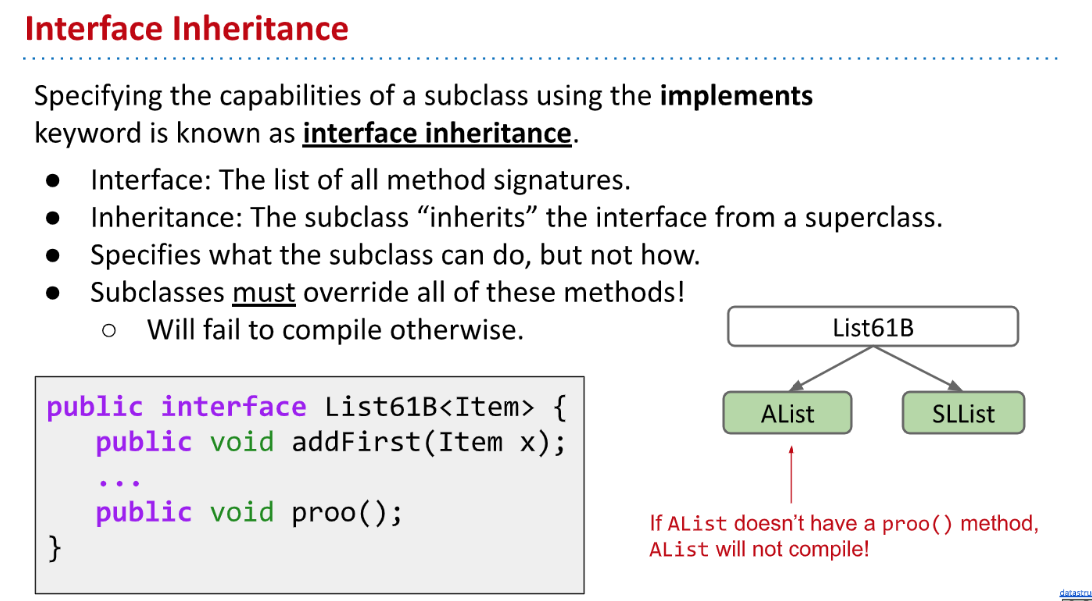 Interface Inheritance
Specifying the capabilities of a subclass using the implements
keyword is known as interface inheritance.
● Interface: The list of all method signatures.
● Inheritance: The subclass “inherits” the interface from a superclass.
● Specifies what the subclass can do, but not how.
● Subclasses must override all of these methods!
○ Will fail to compile otherwise.
List61B
AList
SLList
public interface List61B<Item> {
public void addFirst(Item x);
...
public void proo();
}
If AList doesn’t have a proo() method,
AList will not compile!
datastru